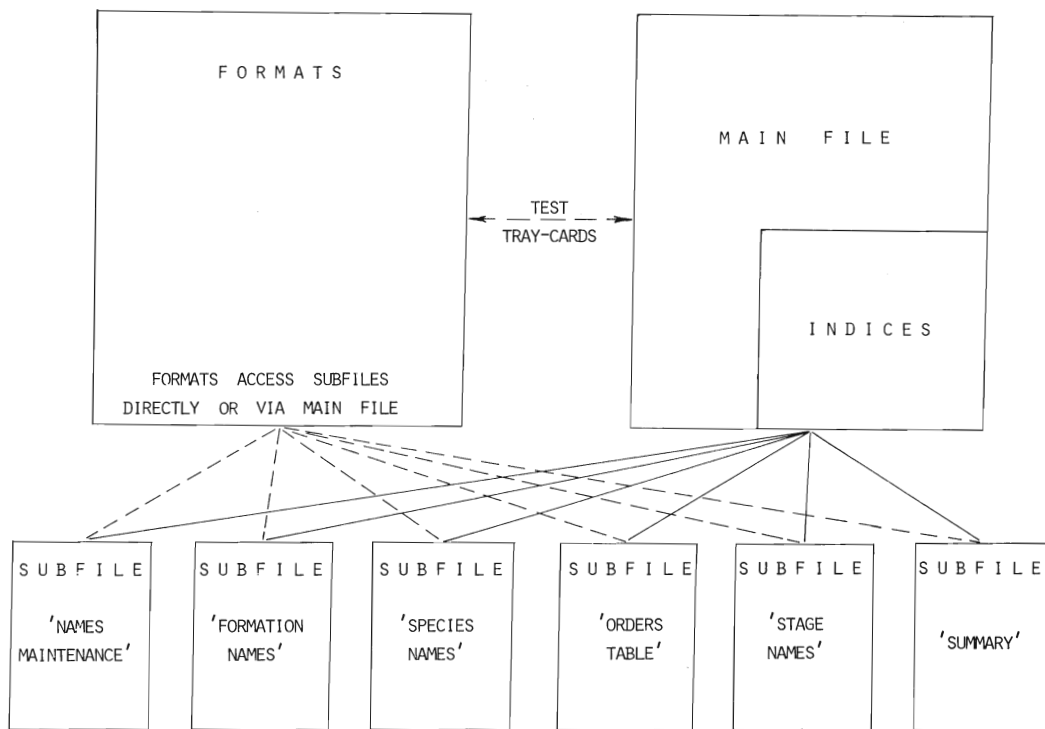 FORMATS
FORMATS ACCESS SUBFILES
DIRECTLY OR VIA MAIN FILE
TEST
TRAY-CARDS
MAIN FILE
INDICES
SUBFILE
'NAMES
MAINTENANCE'
SUBFILE
'FORMATION
NAMES'
SUBFILE
'SPECIES
NAMES'
SUBFILE
'ORDERS
TABLE'
SUBFILE
'STAGE
NAMES'
SUBFILE
'SUMMARY'